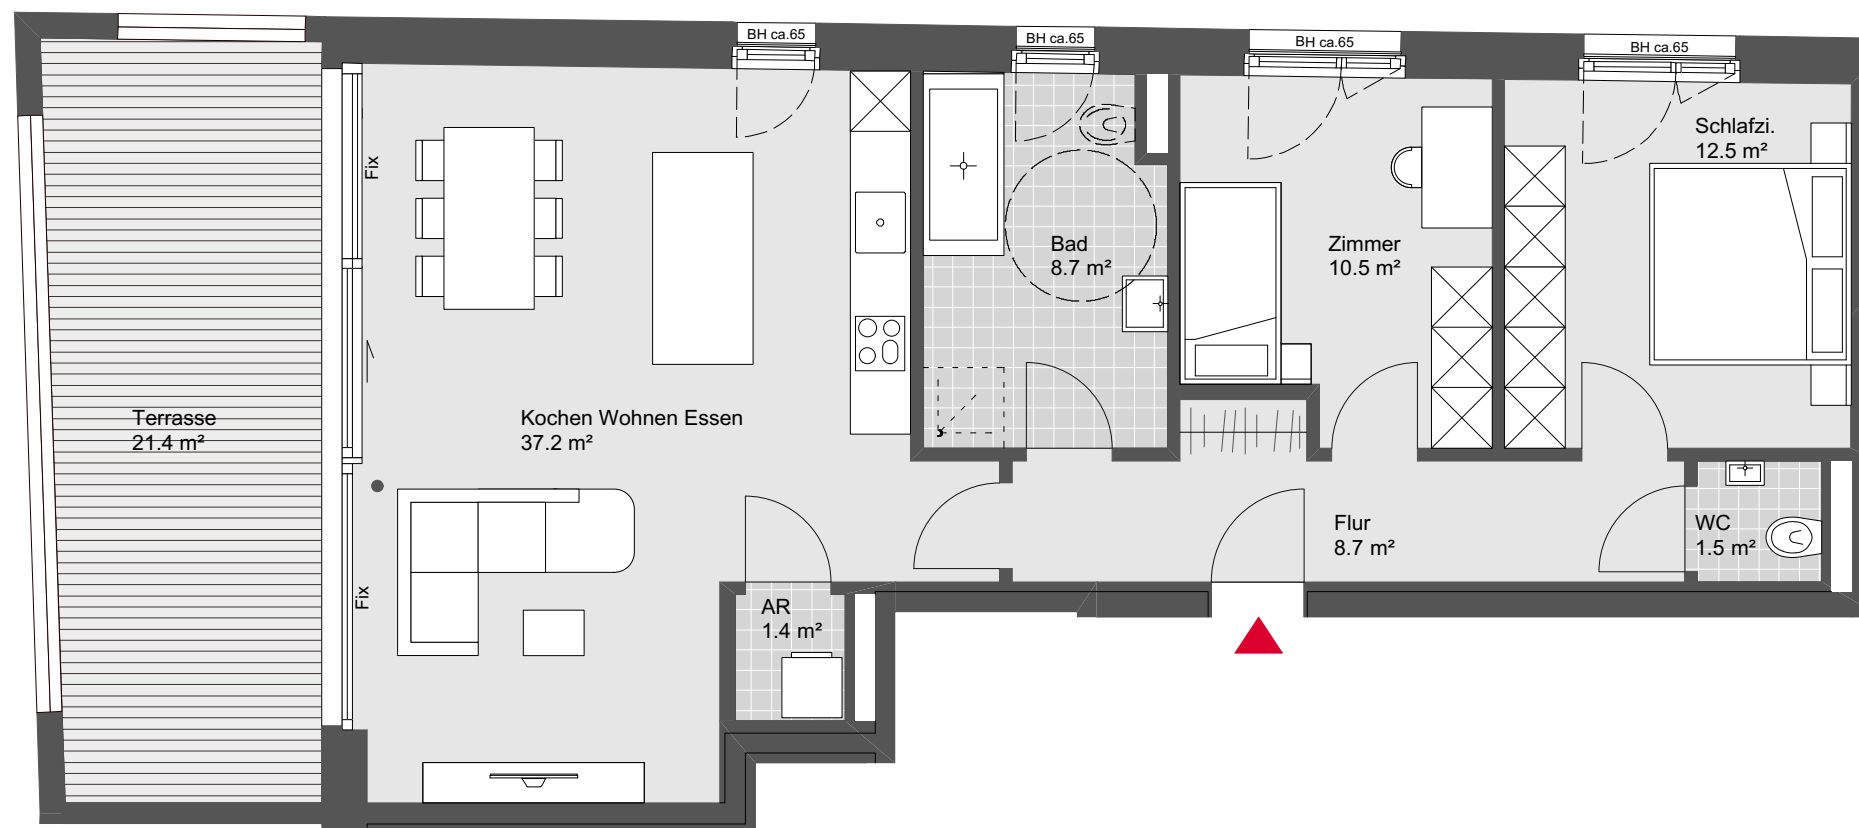 BH ca.65
BH ca.65
BH ca.65
BH ca.65
Fix
Schlafzi.
12.5 m²
Bad
8.7 m²
Zimmer
10.5 m²
Terrasse
21.4 m²
Kochen Wohnen Essen
37.2 m²
Flur
8.7 m²
WC
1.5 m²
Fix
AR
1.4 m²